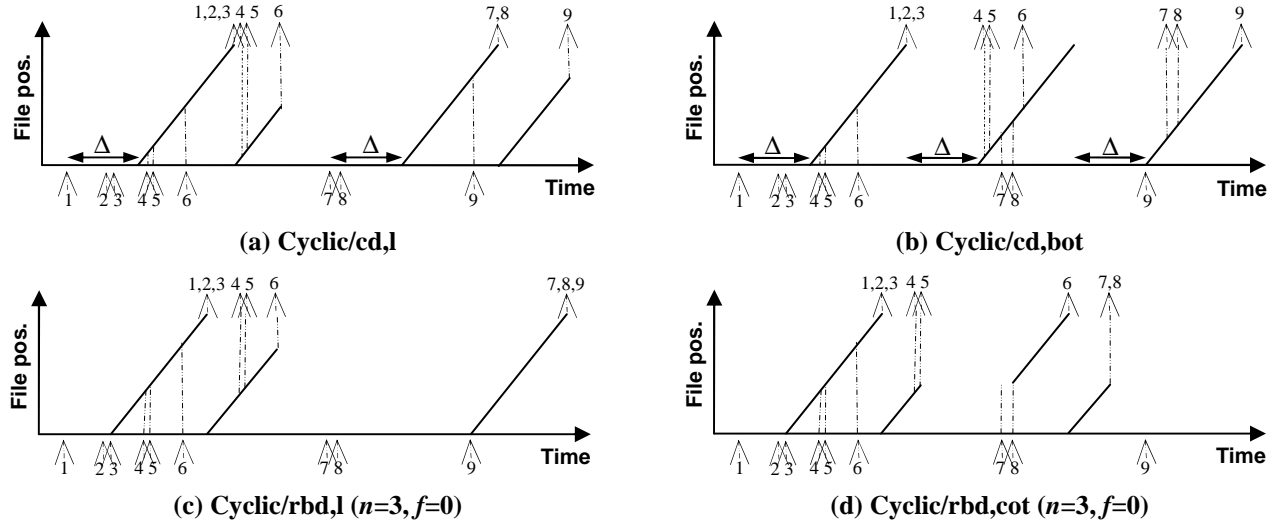 1,2,3 4 5 6 7,8 9
File pos.
Δ Δ
Time
1 2 3 4 5 6 7 8 9
(a) Cyclic/cd,l
1,2,3 4 5 6 7 8 9
File pos.
Δ Δ Δ
Time
1 2 3 4 5 6 7 8 9
(b) Cyclic/cd,bot
1,2,3 4 5 6 7,8,9
File pos.
Time
1 2 3 4 5 6 7 8 9
(c) Cyclic/rbd,l (n=3, f=0)
1,2,3 4 5 6 7,8
File pos.
Time
1 2 3 4 5 6 7 8 9
(d) Cyclic/rbd,cot (n=3, f=0)